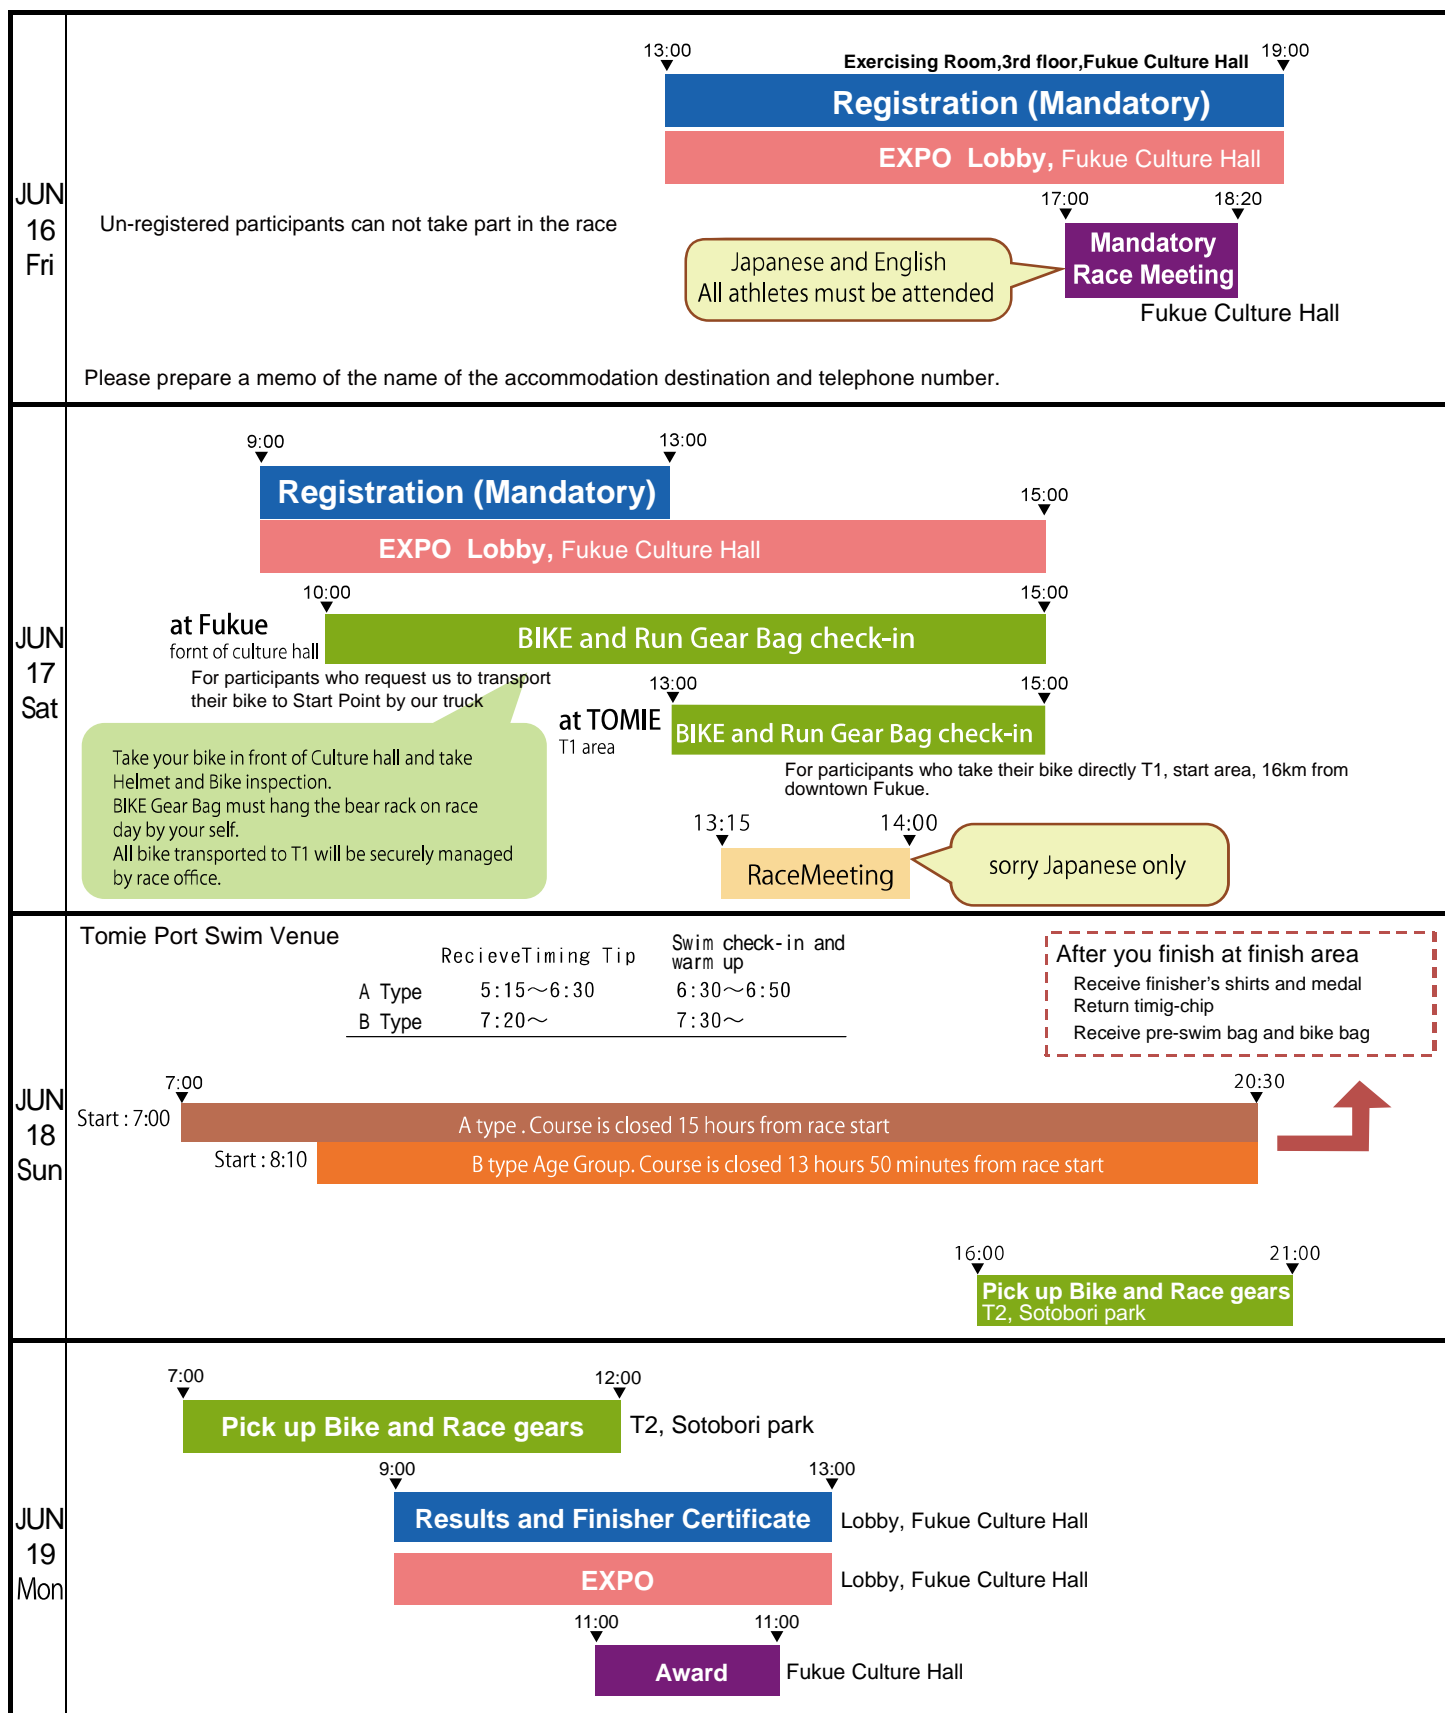 JUN
16
Fri
13:00
Exercising Room,3rd floor,Fukue Culture Hall
19:00
Registration (Mandatory)
EXPO Lobby, Fukue Culture Hall
17:00
18:20
Un-registered participants can not take part in the race
Mandatory
Race Meeting
Japanese and English
All athletes must be attended
Fukue Culture Hall
Please prepare a memo of the name of the accommodation destination and telephone number.
JUN
17
Sat
9:00
13:00
Registration (Mandatory)
15:00
EXPO Lobby, Fukue Culture Hall
10:00
15:00
at Fukue
fornt of culture hall
BIKE and Run Gear Bag check-in
For participants who request us to transport
their bike to Start Point by our truck
13:00
15:00
at TOMIE
T1 area
BIKE and Run Gear Bag check-in
Take your bike in front of Culture hall and take
Helmet and Bike inspection.
BIKE Gear Bag must hang the bear rack on race
day by your self.
All bike transported to T1 will be securely managed
by race office.
For participants who take their bike directly T1, start area, 16km from
downtown Fukue.
13:15
14:00
RaceMeeting
sorry Japanese only
JUN
18
Sun
Tomie Port Swim Venue
RecieveTiming Tip
Swim check-in and
warm up
A Type 5:15～6:30 6:30～6:50
B Type 7:20～ 7:30～
After you finish at finish area
Receive finisher's shirts and medal
Return timig-chip
Receive pre-swim bag and bike bag
7:00
20:30
Start : 7:00
A type . Course is closed 15 hours from race start
Start : 8:10
B type Age Group. Course is closed 13 hours 50 minutes from race start
16:00
21:00
Pick up Bike and Race gears
T2, Sotobori park
JUN
19
Mon
7:00
12:00
Pick up Bike and Race gears
T2, Sotobori park
9:00
13:00
Results and Finisher Certificate
Lobby, Fukue Culture Hall
EXPO
Lobby, Fukue Culture Hall
11:00
11:00
Award
Fukue Culture Hall